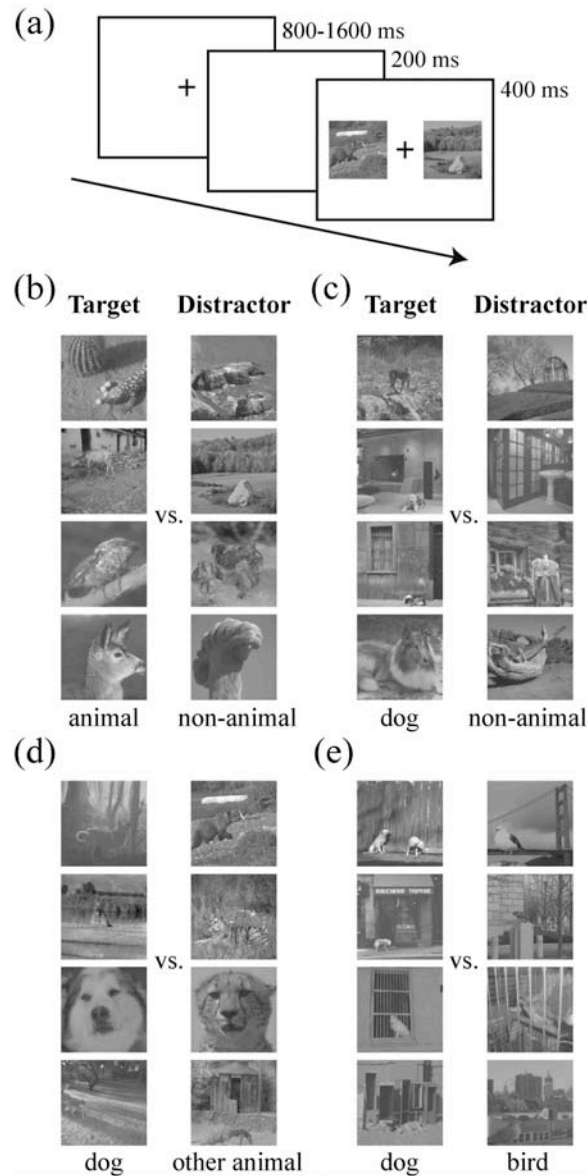 (a)
800-1600 ms
200 ms
400 ms
+
+
(b)
Target Distractor
vs.
animal non-animal
(c)
Target Distractor
vs.
dog non-animal
(d)
vs.
dog other animal
(e)
vs.
dog bird